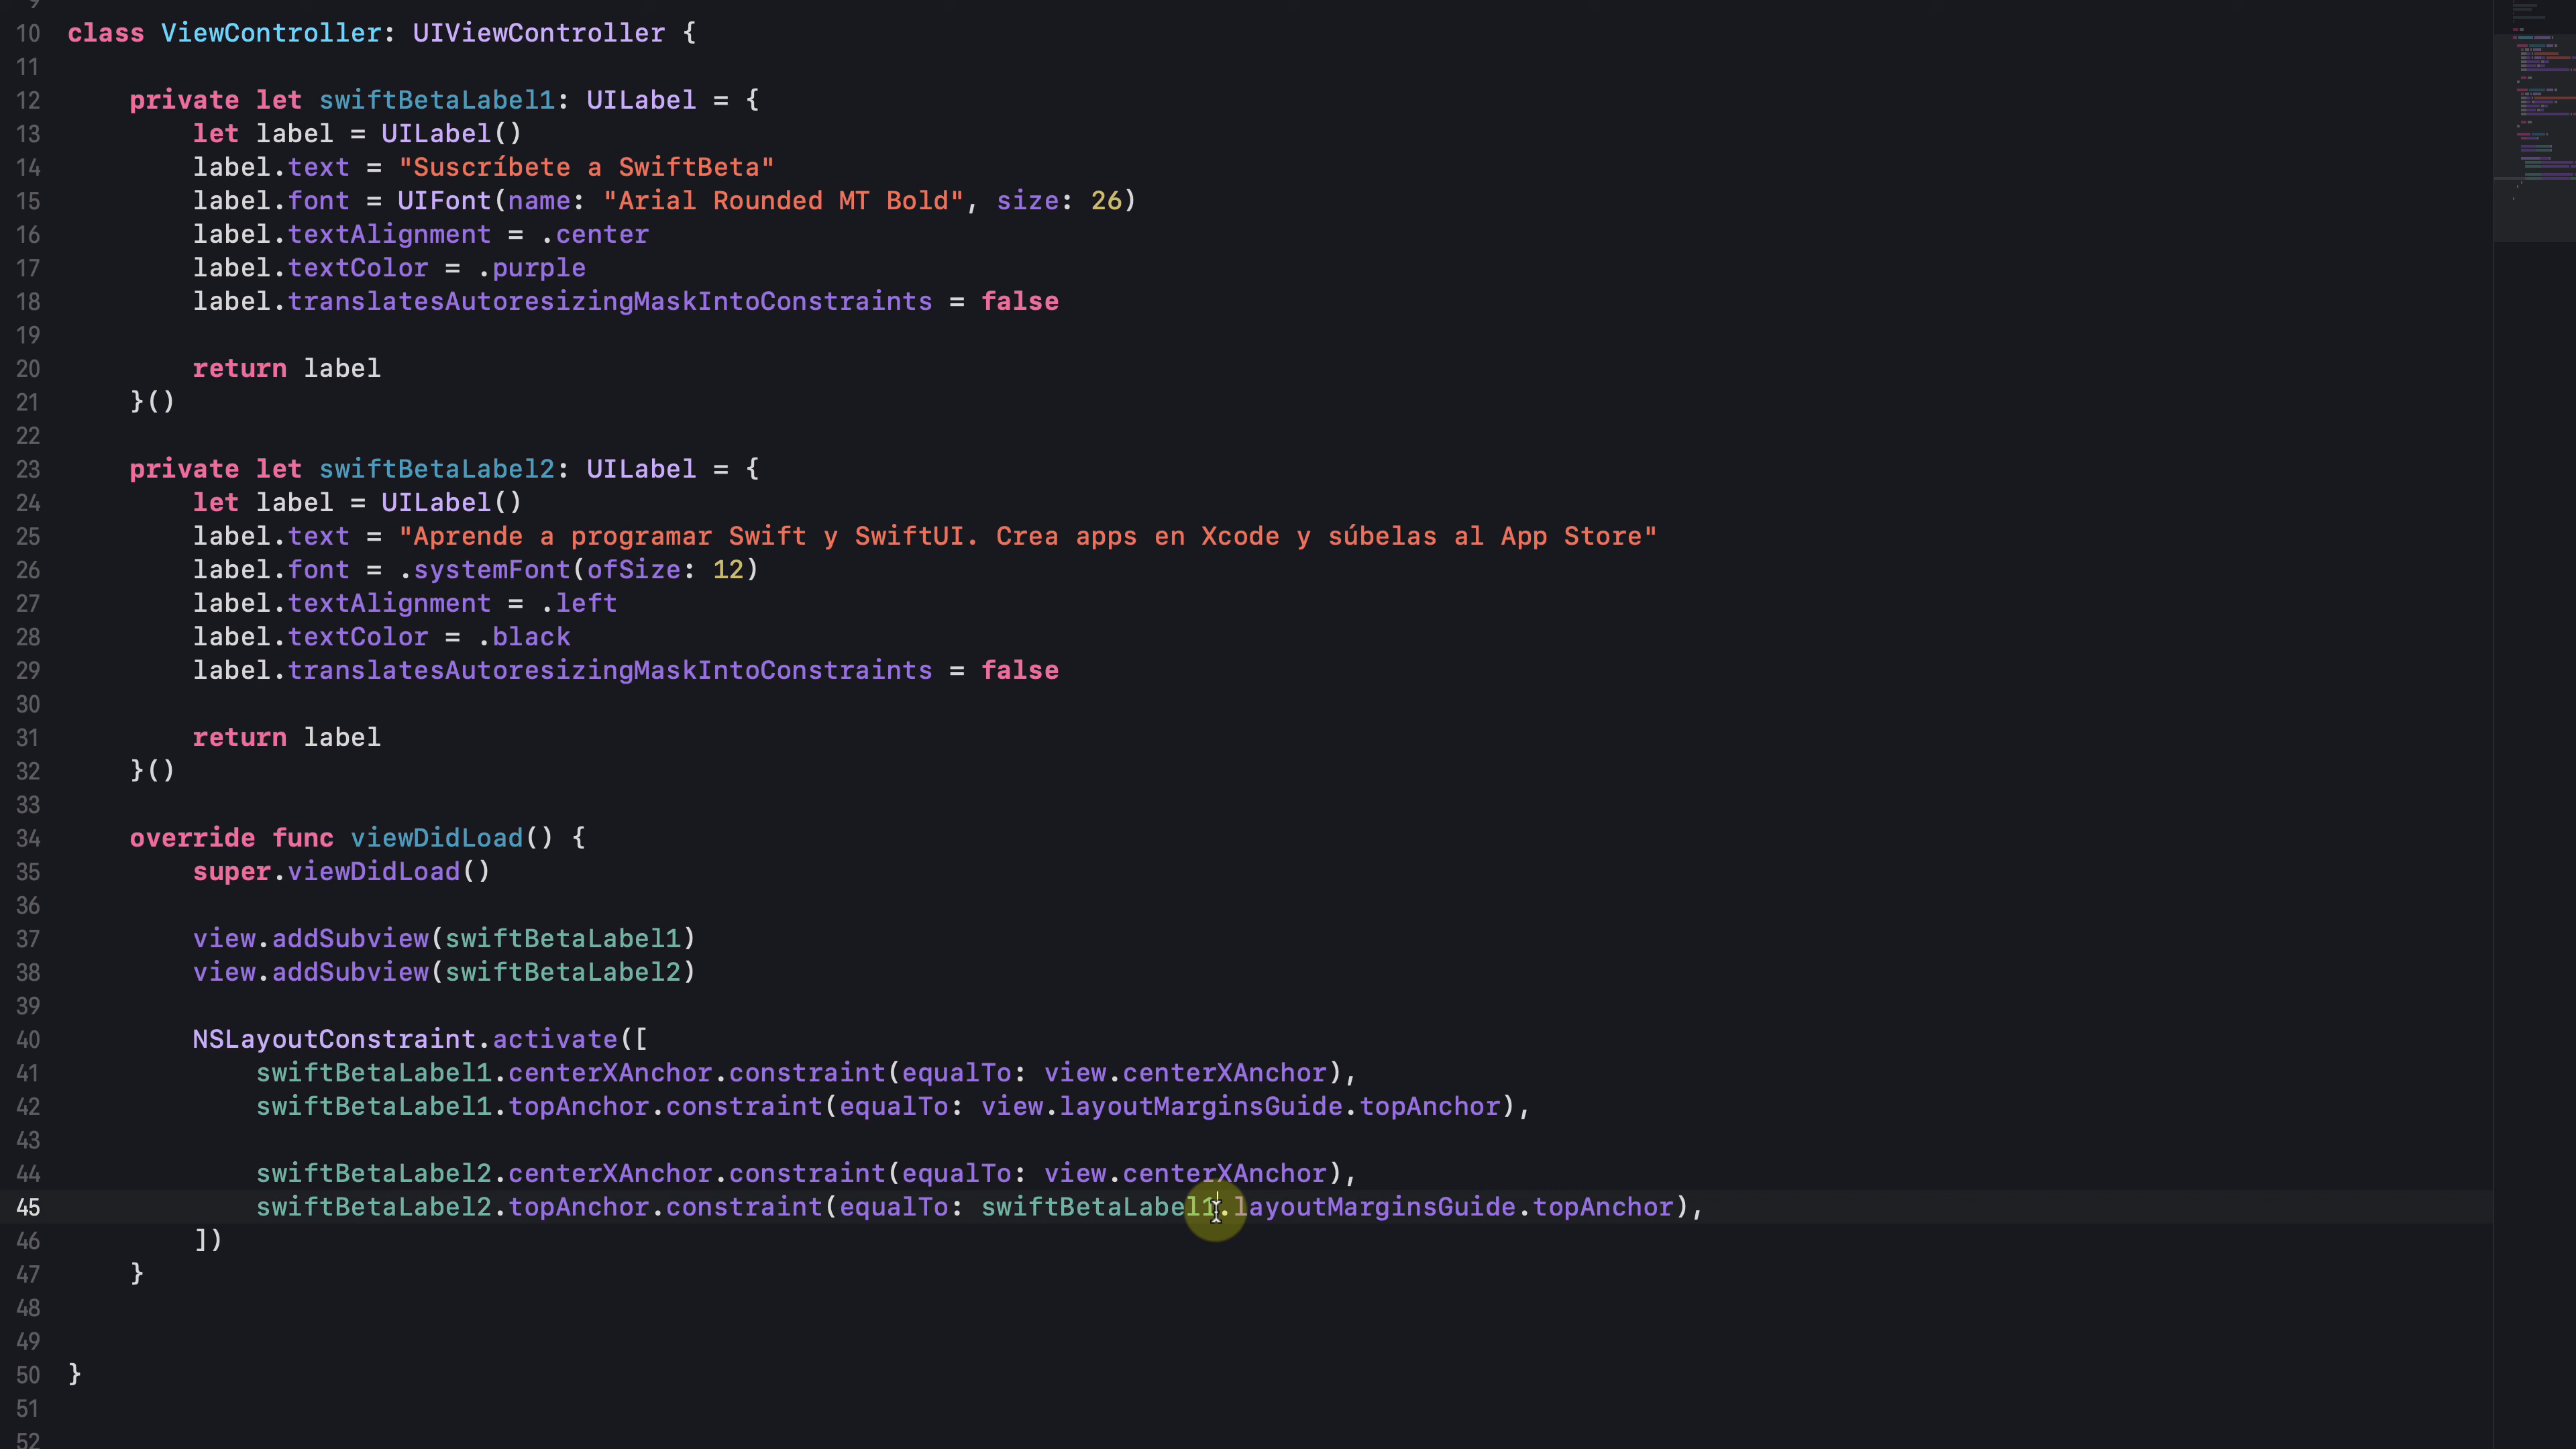 9
10 class ViewController: UIViewController {
11
12     private let swiftBetaLabel1: UILabel = {
13         let label = UILabel()
14         label.text = "Suscríbete a SwiftBeta"
15         label.font = UIFont(name: "Arial Rounded MT Bold", size: 26)
16         label.textAlignment = .center
17         label.textColor = .purple
18         label.translatesAutoresizingMaskIntoConstraints = false
19
20         return label
21     }()
22
23     private let swiftBetaLabel2: UILabel = {
24         let label = UILabel()
25         label.text = "Aprende a programar Swift y SwiftUI. Crea apps en Xcode y súbelas al App Store"
26         label.font = .systemFont(ofSize: 12)
27         label.textAlignment = .left
28         label.textColor = .black
29         label.translatesAutoresizingMaskIntoConstraints = false
30
31         return label
32     }()
33
34     override func viewDidLoad() {
35         super.viewDidLoad()
36
37         view.addSubview(swiftBetaLabel1)
38         view.addSubview(swiftBetaLabel2)
39
40         NSLayoutConstraint.activate([
41             swiftBetaLabel1.centerXAnchor.constraint(equalTo: view.centerXAnchor),
42             swiftBetaLabel1.topAnchor.constraint(equalTo: view.layoutMarginsGuide.topAnchor),
43
44             swiftBetaLabel2.centerXAnchor.constraint(equalTo: view.centerXAnchor),
45             swiftBetaLabel2.topAnchor.constraint(equalTo: swiftBetaLabel1.layoutMarginsGuide.topAnchor),
46         ])
47     }
48
49
50 }
51
52